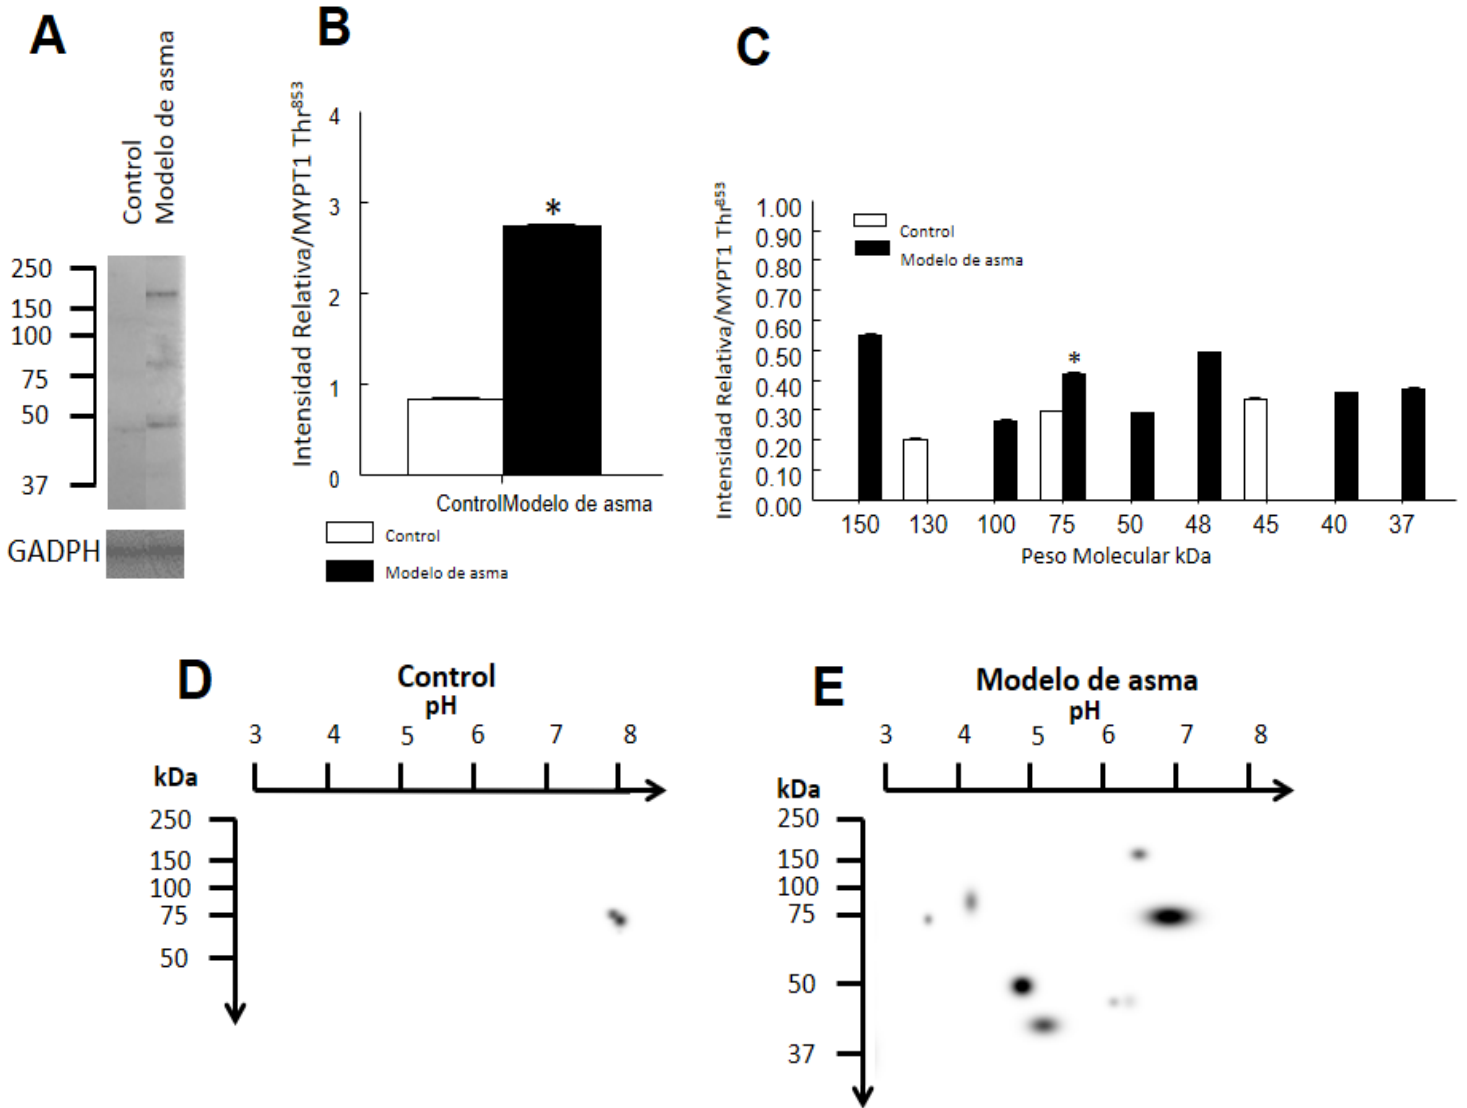 A
Control
Modelo de asma
250
150
100
75
50
37
GADPH
B
Intensidad Relativa/MYPT1 Thr853
4
3
2
1
0
*
ControlModelo de asma
Control
Modelo de asma
C
Intensidad Relativa/MYPT1 Thr853
1.00
0.90
0.80
0.70
0.60
0.50
0.40
0.30
0.20
0.10
0.00
Control
Modelo de asma
*
150 130 100 75 50 48 45 40 37
Peso Molecular kDa
D
Control
pH
3 4 5 6 7 8
kDa
250
150
100
75
50
E
Modelo de asma
pH
3 4 5 6 7 8
kDa
250
150
100
75
50
37